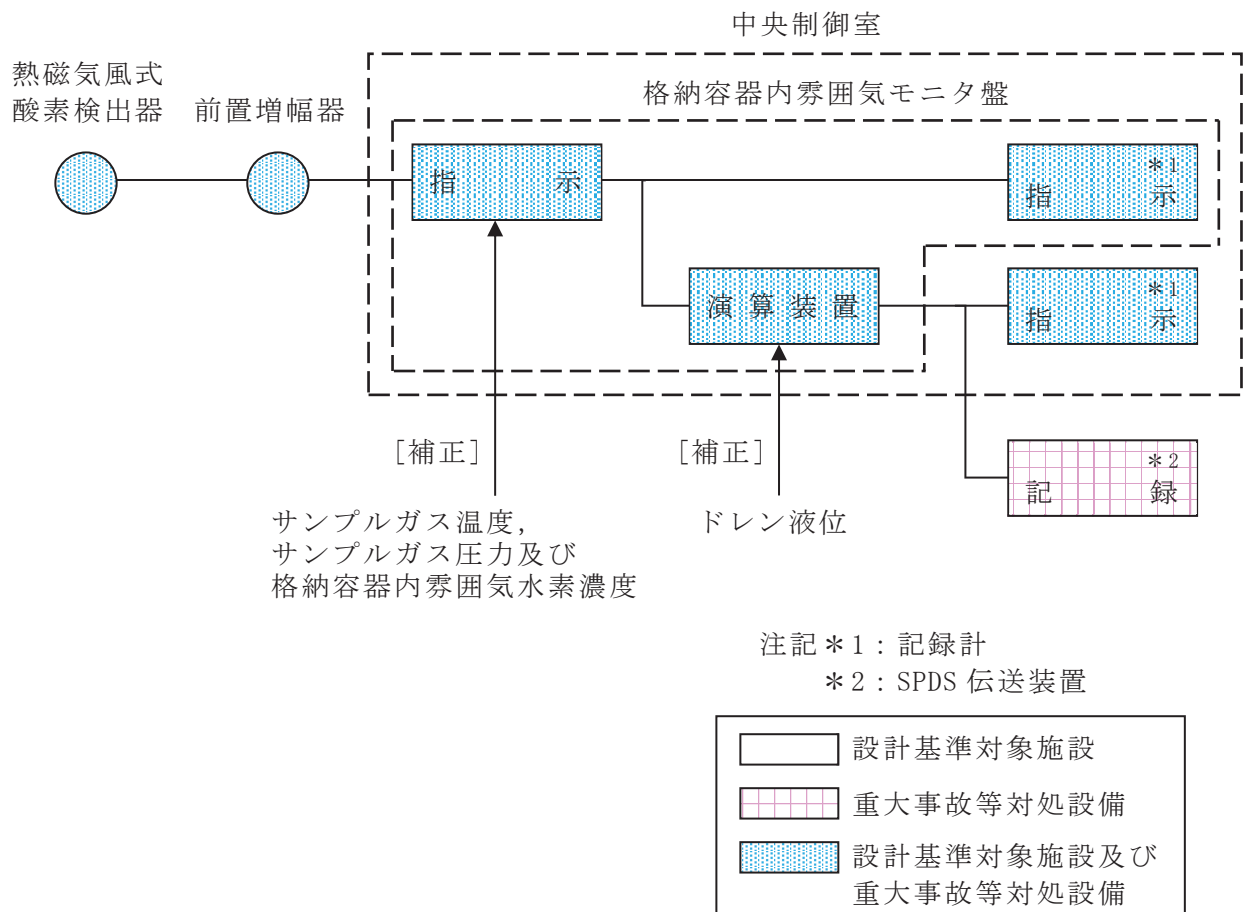 中央制御室
熱磁気風式
酸素検出器
前置増幅器
格納容器内雰囲気モニタ盤
指示
*1
指示
演算装置
*1
指示
[補正]
[補正]
*2
記録
サンプルガス温度,
サンプルガス圧力及び
格納容器内雰囲気水素濃度
ドレン液位
注記*1:記録計
*2:SPDS 伝送装置
設計基準対象施設
重大事故等対処設備
設計基準対象施設及び
重大事故等対処設備